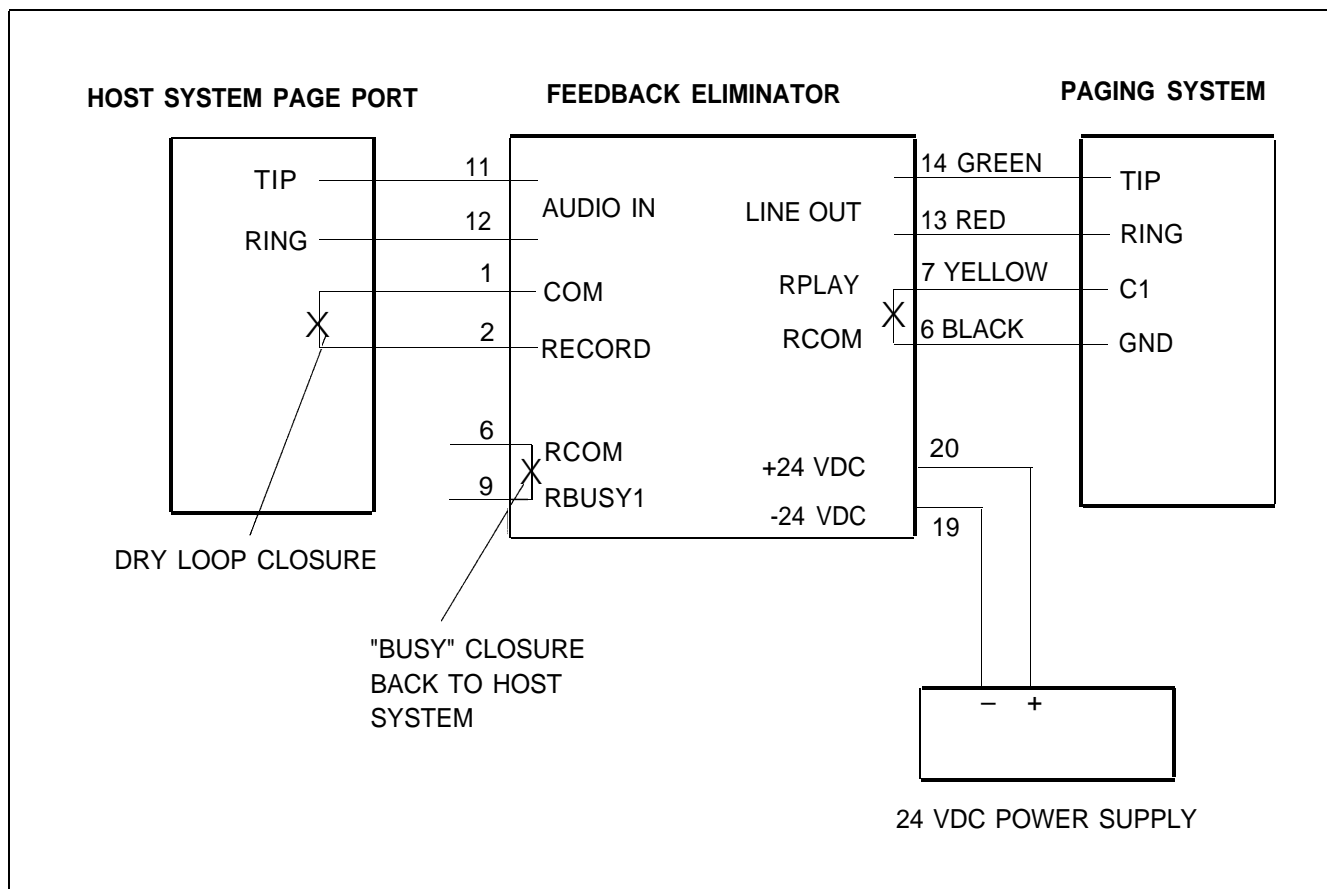 HOST SYSTEM PAGE PORT
FEEDBACK ELIMINATOR
PAGING SYSTEM
TIP
RING
11
12
1
2
6
9
AUDIO IN
COM
RECORD
RCOM
RBUSY1
LINE OUT
RPLAY
RCOM
+24 VDC
-24 VDC
14 GREEN
13 RED
7 YELLOW
6 BLACK
20
19
TIP
RING
C1
GND
X
X
X
DRY LOOP CLOSURE
"BUSY" CLOSURE
BACK TO HOST
SYSTEM
– +
24 VDC POWER SUPPLY